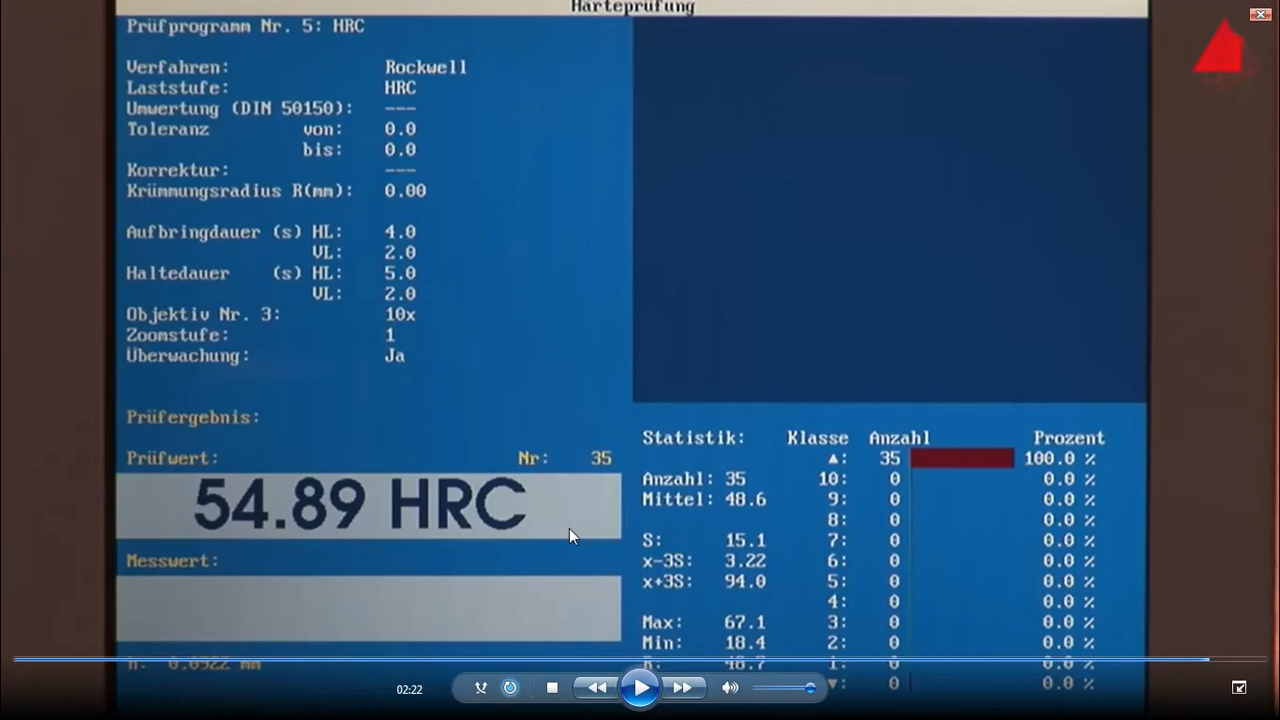 Härteprüfung
Prüfprogramm Nr. 5: HRC
Verfahren: Rockwell
Laststufe: HRC
Umwertung (DIN 50150): ---
Toleranz von: 0.0
bis: 0.0
Korrektur: ---
Krümmungsradius R(mm): 0.00
Aufbringdauer (s) HL: 4.0
VL: 2.0
Haltedauer (s) HL: 5.0
VL: 2.0
Objektiv Nr. 3: 10x
Zoomstufe: 1
Überwachung: Ja
Prüfergebnis:
Prüfwert: Nr: 35
54.89 HRC
Messwert:
h: 0.0922 mm
Statistik: Klasse Anzahl Prozent
▲: 35 100.0 %
Anzahl: 35 10: 0 0.0 %
Mittel: 48.6 9: 0 0.0 %
8: 0 0.0 %
S: 15.1 7: 0 0.0 %
x-3S: 3.22 6: 0 0.0 %
x+3S: 94.0 5: 0 0.0 %
4: 0 0.0 %
Max: 67.1 3: 0 0.0 %
Min: 18.4 2: 0 0.0 %
R: 48.7 1: 0 0.0 %
▼: 0 0.0 %
02:22